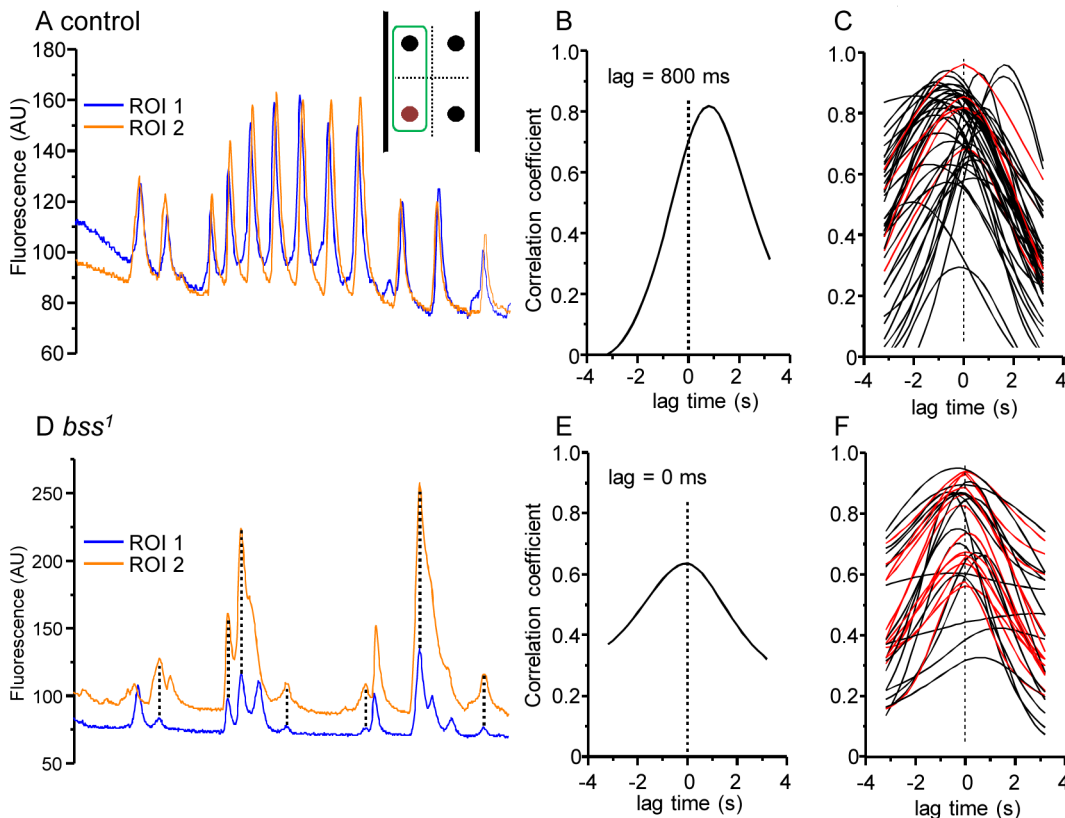 A control
180
160
140
120
100
80
60
Fluorescence (AU)
ROI 1
ROI 2
B
lag = 800 ms
1.0
0.8
0.6
0.4
0.2
0
Correlation coefficient
-4 -2 0 2 4
lag time (s)
C
1.0
0.8
0.6
0.4
0.2
0
-4 -2 0 2 4
lag time (s)
D bss¹
250
200
150
100
50
Fluorescence (AU)
ROI 1
ROI 2
E
lag = 0 ms
1.0
0.8
0.6
0.4
0.2
0
Correlation coefficient
-4 -2 0 2 4
lag time (s)
F
1.0
0.8
0.6
0.4
0.2
0
-4 -2 0 2 4
lag time (s)